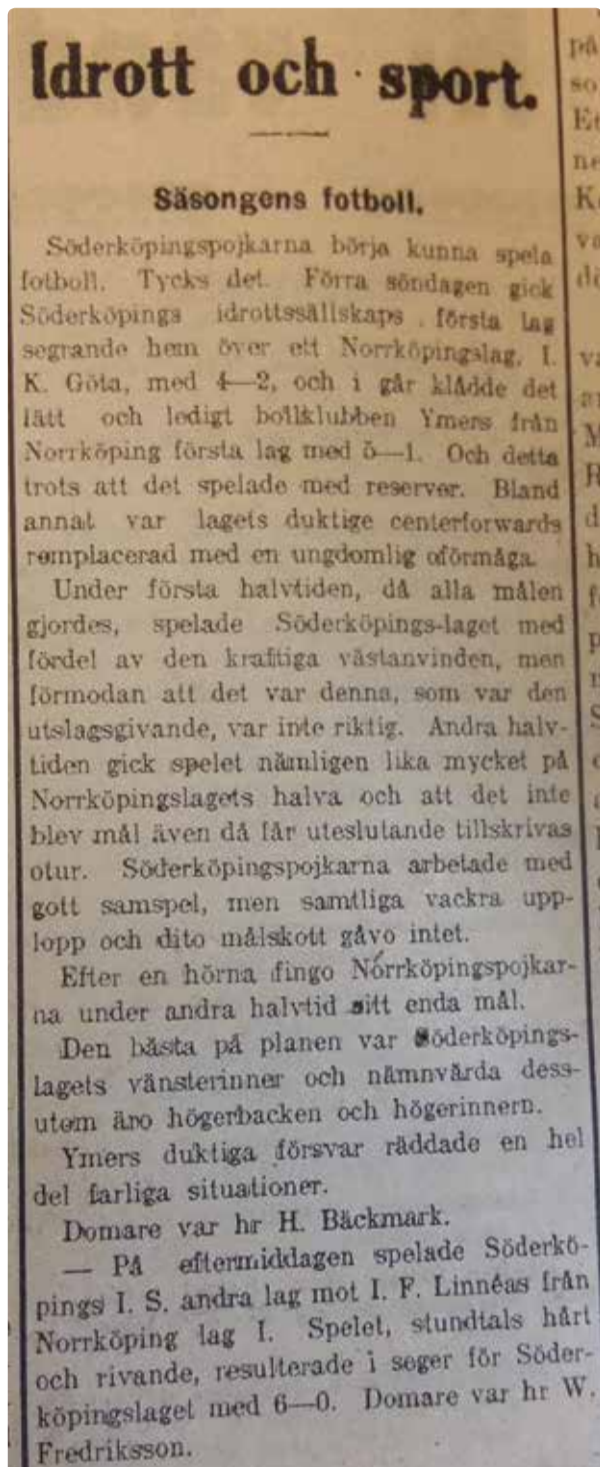 Idrott och sport.
Säsongens fotboll.
Söderköpingspojkarna börja kunna spela
fotboll. Tycks det. Förra söndagen gick
Söderköpings idrottssällskaps första lag
segrande hem över ett Norrköpingslag, I.
K. Göta, med 4—2, och i går klådde det
lätt och ledigt bollklubben Ymers från
Norrköping första lag med 5—1. Och detta
trots att det spelade med reserver. Bland
annat var lagets duktige centerforwards
remplacerad med en ungdomlig oförmåga.
Under första halvtiden, då alla målen
gjordes, spelade Söderköpings-laget med
fördel av den kraftiga västanvinden, men
förmodan att det var denna, som var den
utslagsgivande, var inte riktig. Andra halv-
tiden gick spelet nämligen lika mycket på
Norrköpingslagets halva och att det inte
blev mål även då får uteslutande tillskrivas
otur. Söderköpingspojkarna arbetade med
gott samspel, men samtliga vackra upp-
lopp och dito målskott gåvo intet.
Efter en hörna fingo Norrköpingspojkar-
na under andra halvtid sitt enda mål.
Den bästa på planen var Söderköpings-
lagets vänsterinner och nämnvärda dess-
utom äro högerbacken och högerinnern.
Ymers duktiga försvar räddade en hel
del farliga situationer.
Domare var hr H. Bäckmark.
— På eftermiddagen spelade Söderkö-
pings I. S. andra lag mot I. F. Linnéas från
Norrköping lag I. Spelet, stundtals hårt
och rivande, resulterade i seger för Söder-
köpingslaget med 6—0. Domare var hr W.
Fredriksson.